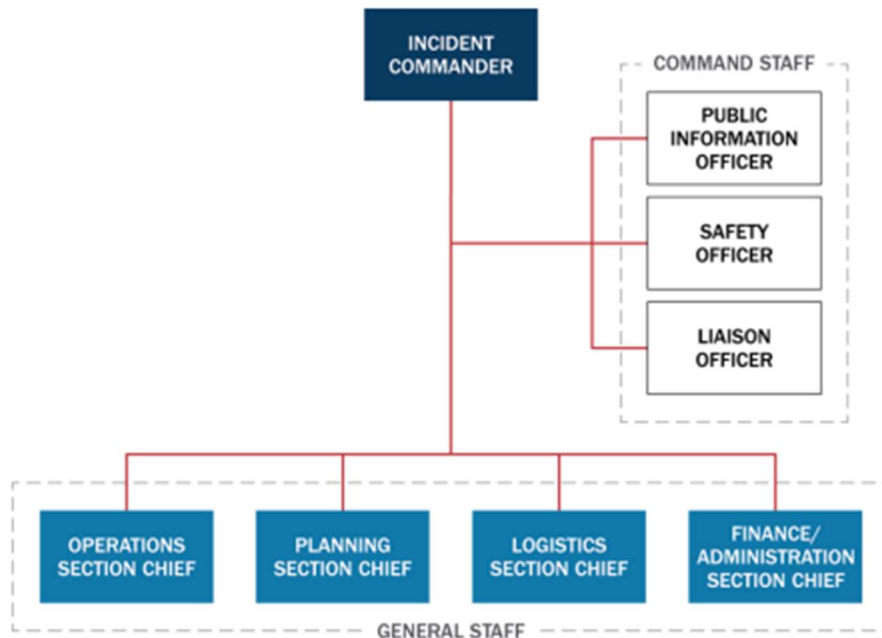 INCIDENT
COMMANDER
COMMAND STAFF
PUBLIC
INFORMATION
OFFICER
SAFETY
OFFICER
LIAISON
OFFICER
OPERATIONS
SECTION CHIEF
PLANNING
SECTION CHIEF
LOGISTICS
SECTION CHIEF
FINANCE/
ADMINISTRATION
SECTION CHIEF
GENERAL STAFF